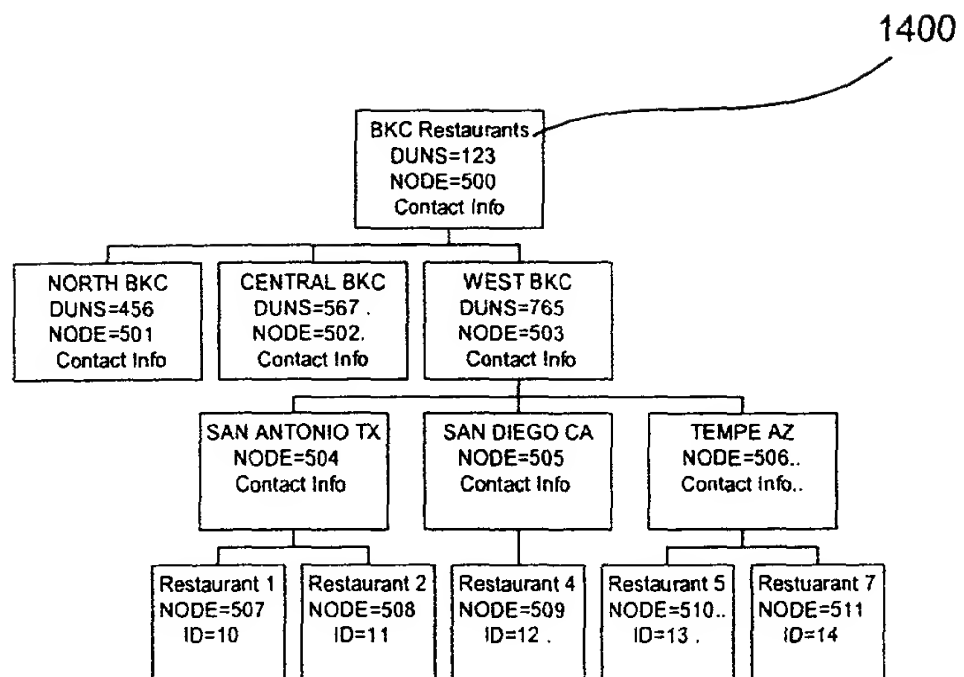 1400
BKC Restaurants
DUNS=123
NODE=500
Contact Info
NORTH BKC
DUNS=456
NODE=501
Contact Info
CENTRAL BKC
DUNS=567 .
NODE=502.
Contact Info
WEST BKC
DUNS=765
NODE=503
Contact Info
SAN ANTONIO TX
NODE=504
Contact Info
SAN DIEGO CA
NODE=505
Contact Info
TEMPE AZ
NODE=506..
Contact Info..
Restaurant 1
NODE=507
ID=10
Restaurant 2
NODE=508
ID=11
Restaurant 4
NODE=509
ID=12 .
Restaurant 5
NODE=510..
ID=13 .
Restuarant 7
NODE=511
ID=14